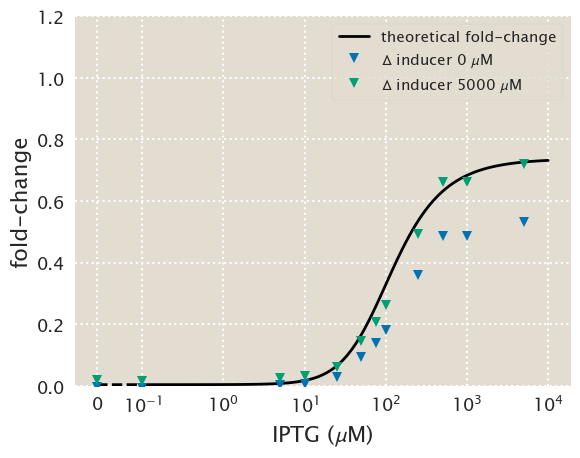 1.2
1.0
0.8
0.6
0.4
0.2
0.0
fold-change
theoretical fold-change
Δ inducer 0 μM
Δ inducer 5000 μM
0 10⁻¹ 10⁰ 10¹ 10² 10³ 10⁴
IPTG (μM)